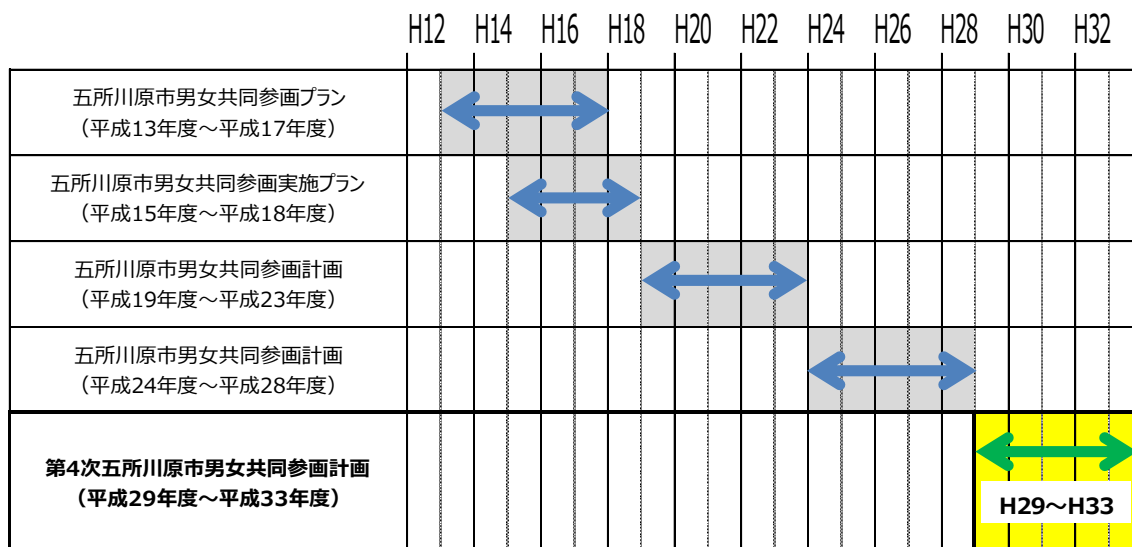 H12 H14 H16 H18 H20 H22 H24 H26 H28 H30 H32
五所川原市男女共同参画プラン
（平成13年度～平成17年度）
五所川原市男女共同参画実施プラン
（平成15年度～平成18年度）
五所川原市男女共同参画計画
（平成19年度～平成23年度）
五所川原市男女共同参画計画
（平成24年度～平成28年度）
第4次五所川原市男女共同参画計画
（平成29年度～平成33年度）
H29～H33